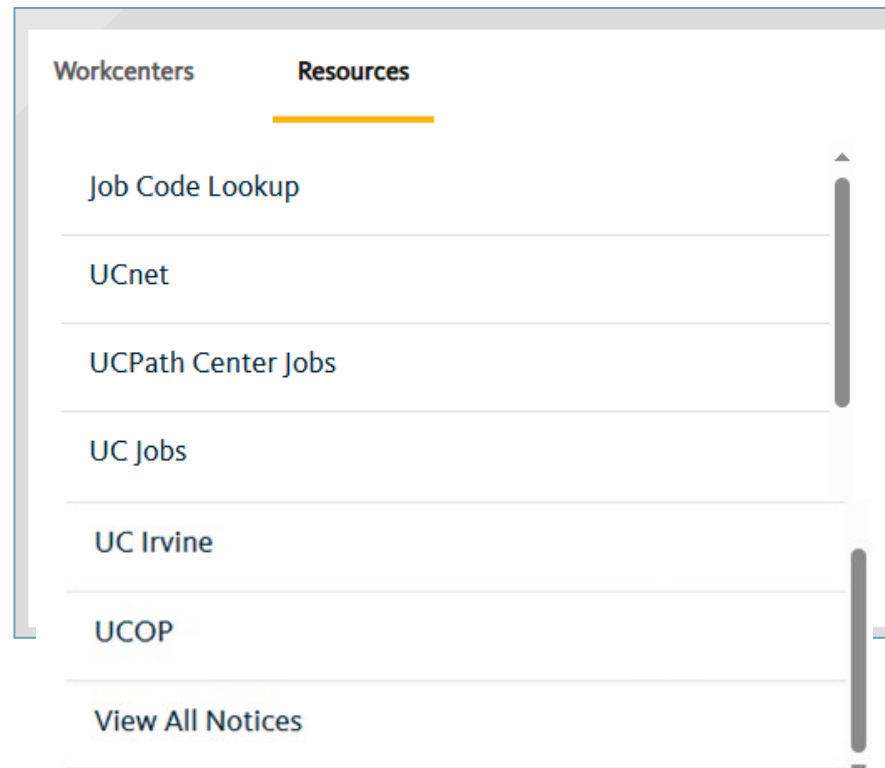 Workcenters Resources
Job Code Lookup
UCnet
UCPath Center Jobs
UC Jobs
UC Irvine
UCOP
View All Notices